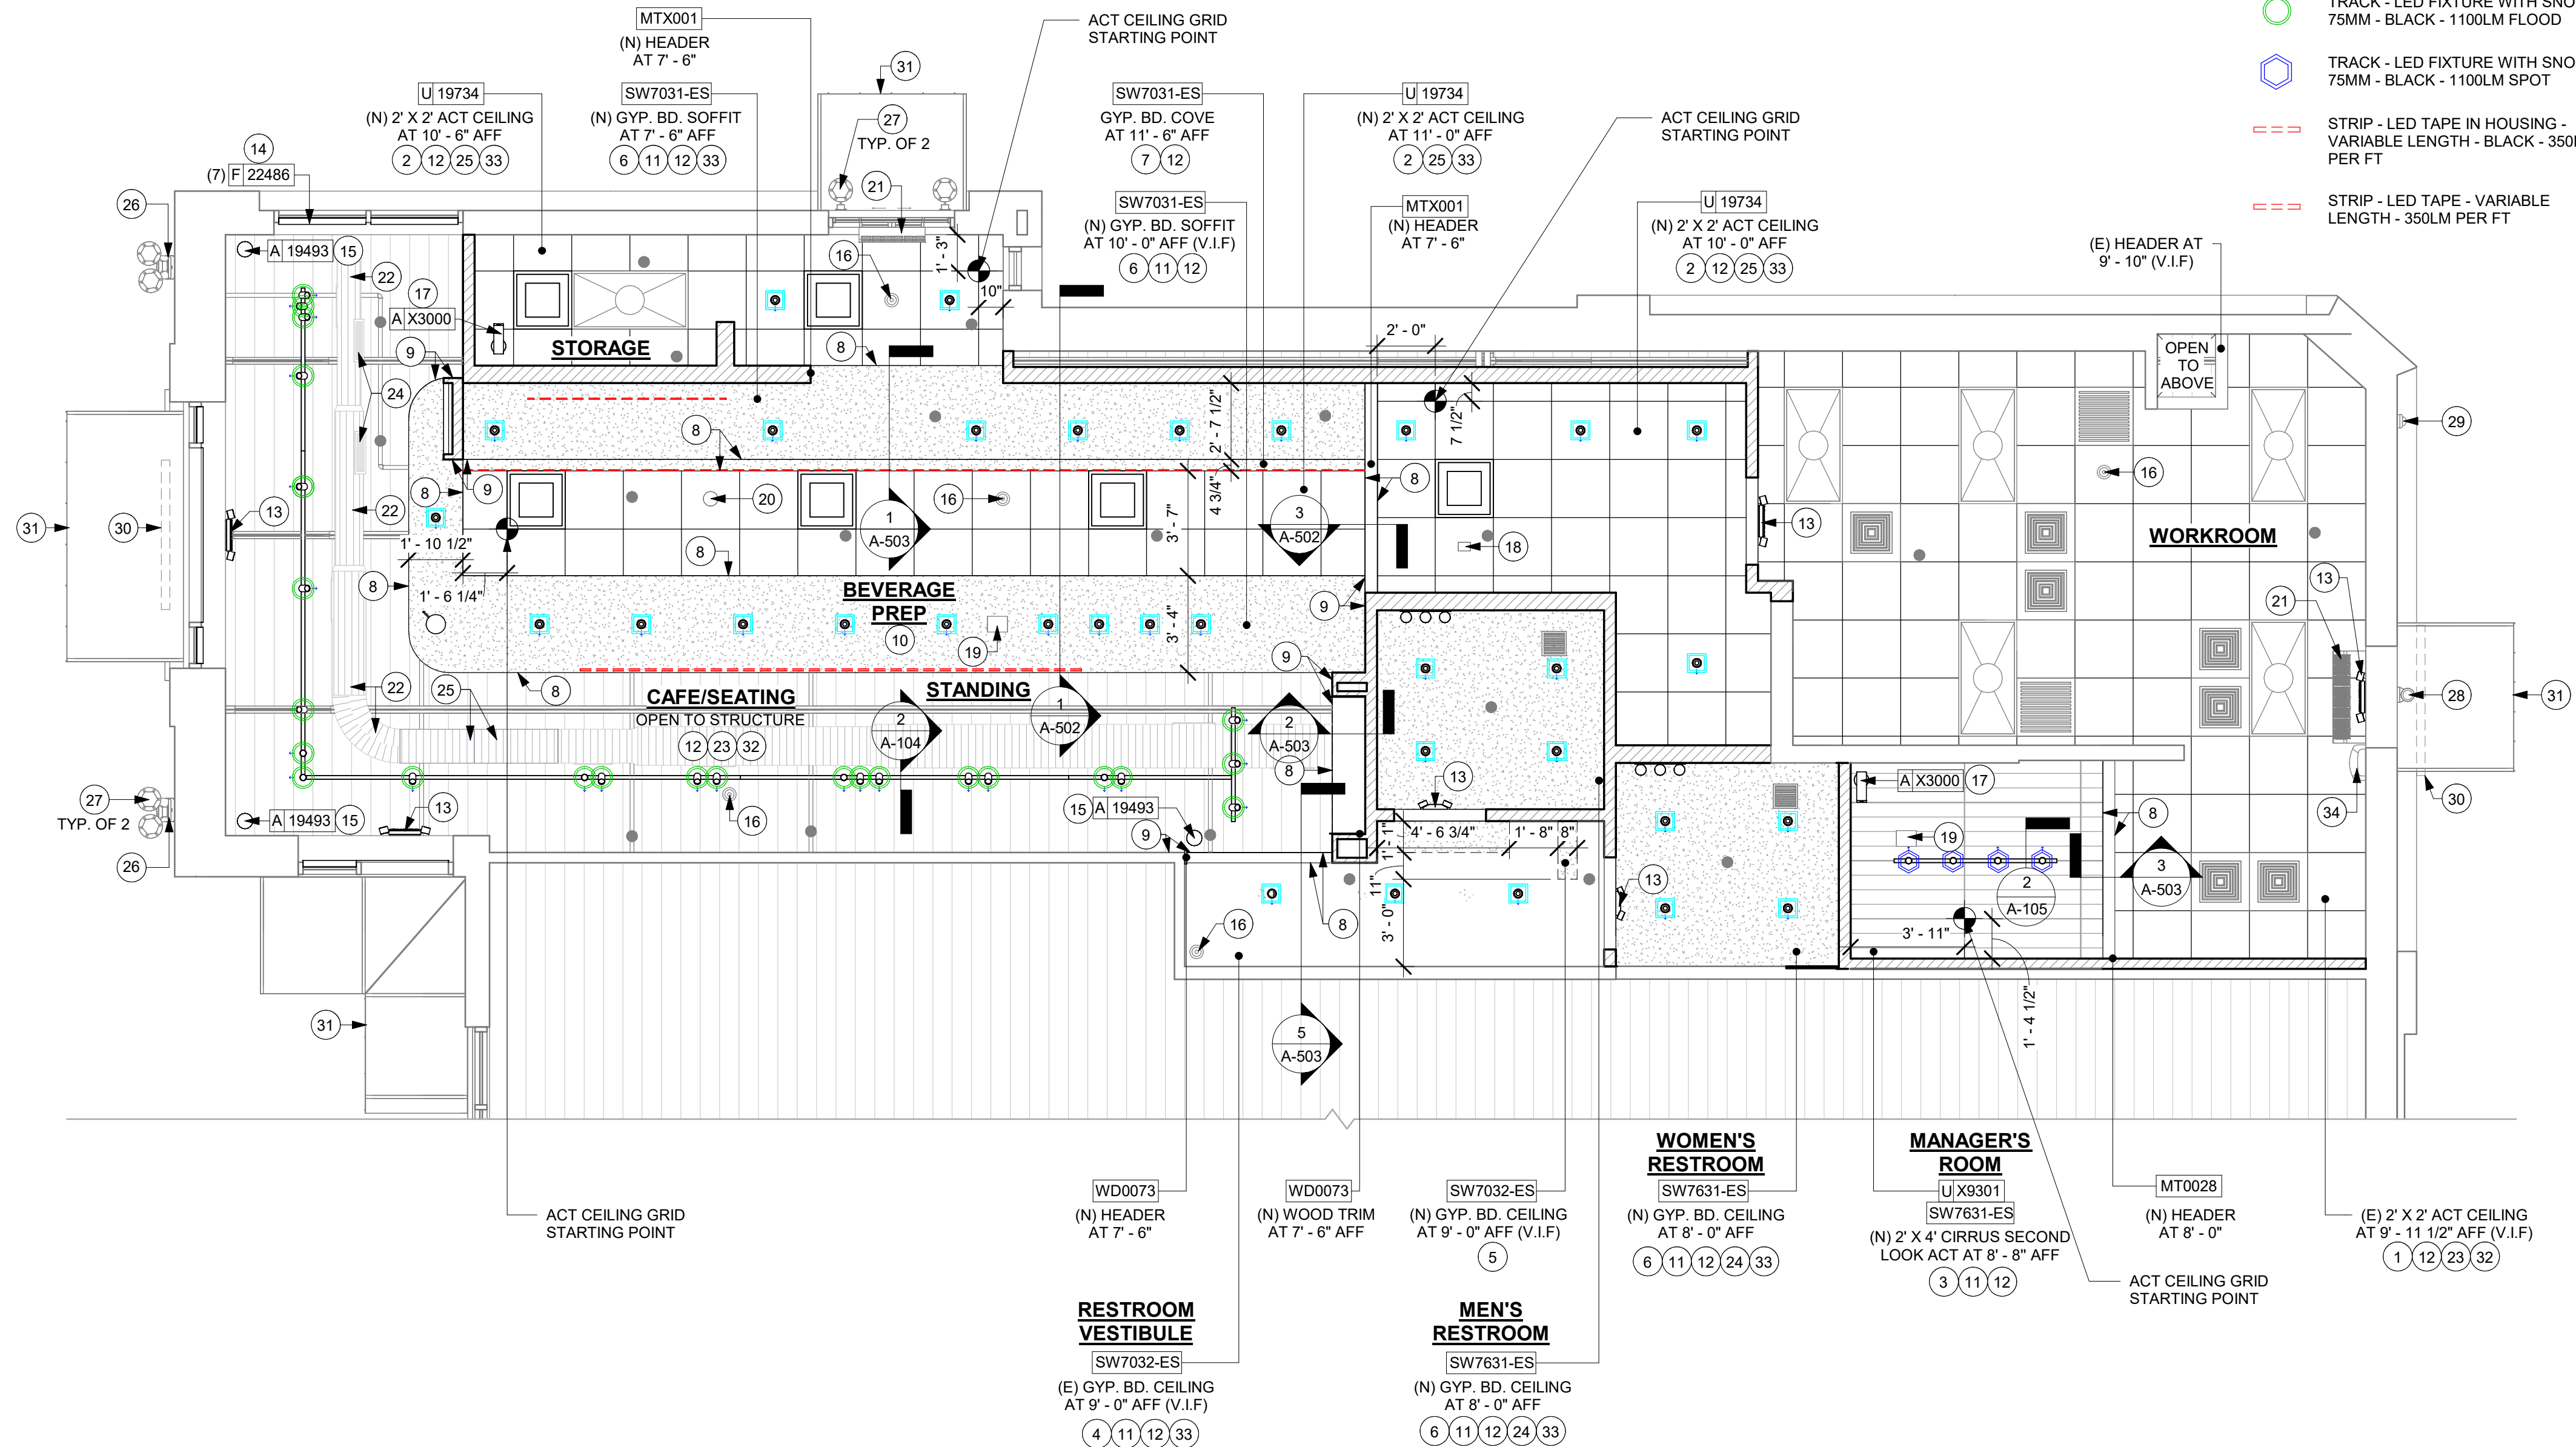 MTX001
(N) HEADER
AT 7' - 6"
ACT CEILING GRID
STARTING POINT
31
U 19734
(N) 2' X 2' ACT CEILING
AT 10' - 6" AFF
2 12 25 33
SW7031-ES
(N) GYP. BD. SOFFIT
AT 7' - 6" AFF
6 11 12 33
27
TYP. OF 2
SW7031-ES
GYP. BD. COVE
AT 11' - 6" AFF
7 12
U 19734
(N) 2' X 2' ACT CEILING
AT 11' - 0" AFF
2 25 33
ACT CEILING GRID
STARTING POINT
75MM - BLACK - 1100LM FLOOD
TRACK - LED FIXTURE WITH SNO
75MM - BLACK - 1100LM SPOT
STRIP - LED TAPE IN HOUSING -
VARIABLE LENGTH - BLACK - 350
PER FT
STRIP - LED TAPE - VARIABLE
LENGTH - 350LM PER FT
14
(7) F 22486
26
21
SW7031-ES
(N) GYP. BD. SOFFIT
AT 10' - 0" AFF (V.I.F)
6 11 12
MTX001
(N) HEADER
AT 7' - 6"
U 19734
(N) 2' X 2' ACT CEILING
AT 10' - 0" AFF
2 12 25 33
(E) HEADER AT
9' - 10" (V.I.F)
A 19493 15
22
16
1' - 3"
10"
17
A X3000
9
STORAGE
8
2' - 0"
OPEN
TO
ABOVE
24
8
2' - 7 1/2"
7 1/2"
29
8
9
20
16
4 3/4"
8
16
31
30
13
22
1
A-503
3' - 7"
3
A-502
18
13
WORKROOM
1' - 10 1/2"
8
8
1' - 6 1/4"
BEVERAGE
PREP
10
19
3' - 4"
9
21
13
22
25
8
CAFE/SEATING
OPEN TO STRUCTURE
12 23 32
STANDING
2
A-104
1
A-502
9
2
A-503
8
28
31
27
TYP. OF 2
A 19493 15
13
16
15 A 19493
9
13
4' - 6 3/4"
1' - 8"
8"
1' - 1"
11"
3' - 0"
A X3000 17
19
8
34
30
26
13
2
A-105
3
A-503
16
8
3' - 11"
1' - 4 1/2"
31
5
A-503
ACT CEILING GRID
STARTING POINT
WD0073
(N) HEADER
AT 7' - 6"
WD0073
(N) WOOD TRIM
AT 7' - 6" AFF
SW7032-ES
(N) GYP. BD. CEILING
AT 9' - 0" AFF (V.I.F)
5
WOMEN'S
RESTROOM
SW7631-ES
(N) GYP. BD. CEILING
AT 8' - 0" AFF
6 11 12 24 33
MANAGER'S
ROOM
U X9301
SW7631-ES
(N) 2' X 4' CIRRUS SECOND
LOOK ACT AT 8' - 8" AFF
3 11 12
MT0028
(N) HEADER
AT 8' - 0"
ACT CEILING GRID
STARTING POINT
(E) 2' X 2' ACT CEILING
AT 9' - 11 1/2" AFF (V.I.F)
1 12 23 32
RESTROOM
VESTIBULE
SW7032-ES
(E) GYP. BD. CEILING
AT 9' - 0" AFF (V.I.F)
4 11 12 33
MEN'S
RESTROOM
SW7631-ES
(N) GYP. BD. CEILING
AT 8' - 0" AFF
6 11 12 24 33